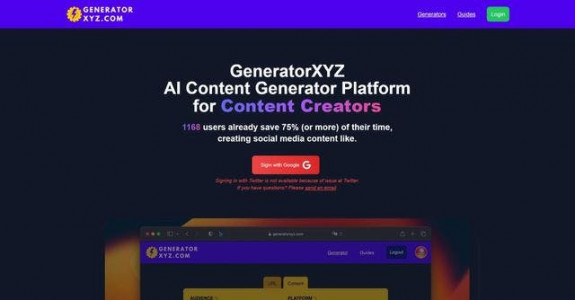 GENERATOR
XYZ.COM
Generators
Guides
Login
GeneratorXYZ
AI Content Generator Platform
for Content Creators
1168 users already save 75% (or more) of their time,
creating social media content like.
Sigin with Google
Signing in with Twitter is not available because of issue at Twitter.
If you have questions? Please send an email
generatorxyz.com
GENERATOR
XYZ.COM
Generator
Guides
Logout
URL
Content
AUDIENCE
PLATFORM